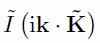 Ĩ (ik · K̃)